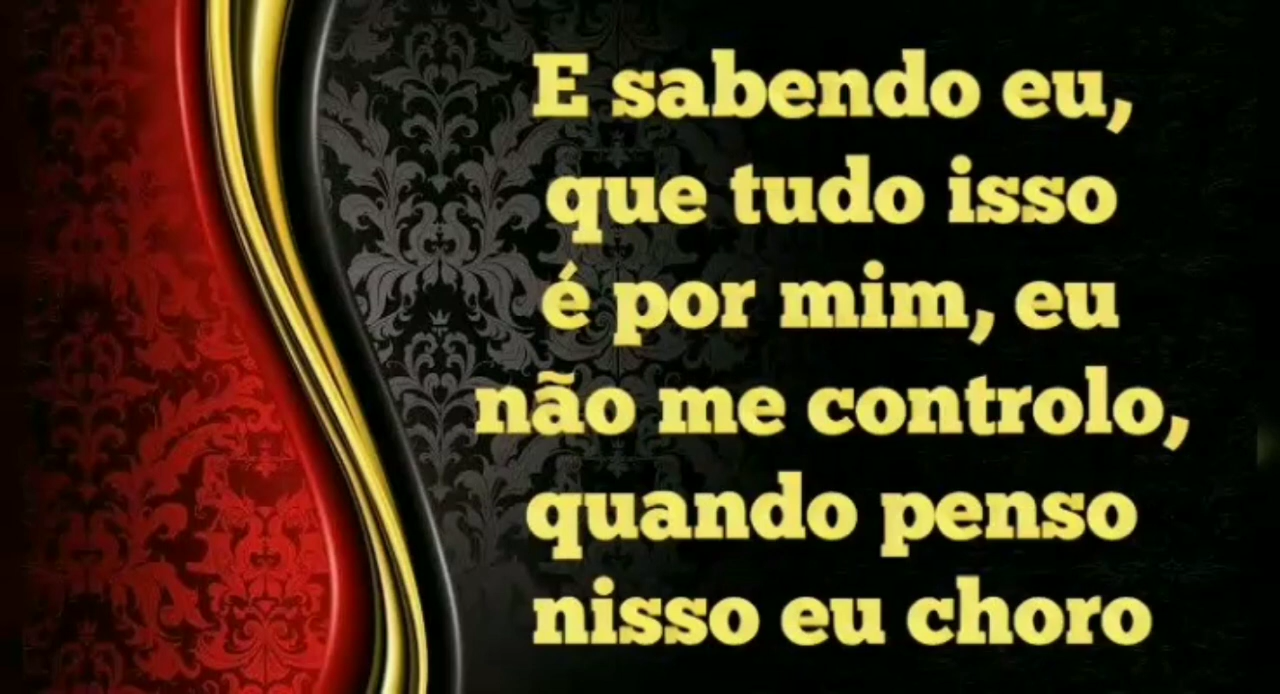 E sabendo eu,
que tudo isso
é por mim, eu
não me controlo,
quando penso
nisso eu choro